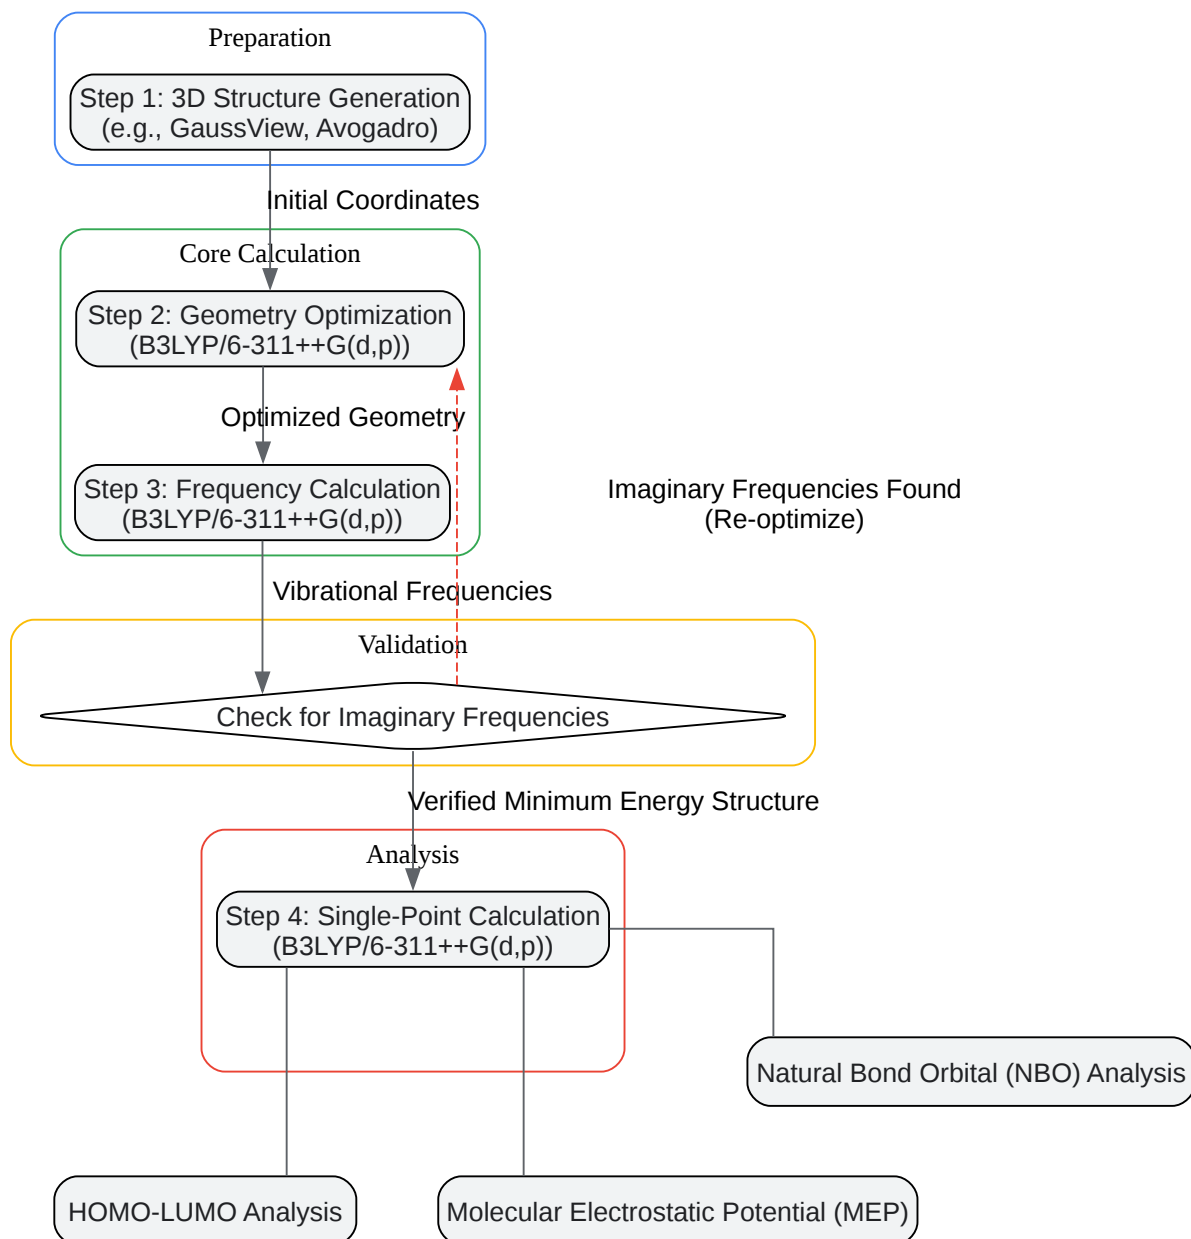 Preparation
Step 1: 3D Structure Generation
(e.g., GaussView, Avogadro)
Initial Coordinates
Core Calculation
Step 2: Geometry Optimization
(B3LYP/6-311++G(d,p))
Optimized Geometry
Step 3: Frequency Calculation
(B3LYP/6-311++G(d,p))
Imaginary Frequencies Found
(Re-optimize)
Vibrational Frequencies
Validation
Check for Imaginary Frequencies
Verified Minimum Energy Structure
Analysis
Step 4: Single-Point Calculation
(B3LYP/6-311++G(d,p))
Natural Bond Orbital (NBO) Analysis
HOMO-LUMO Analysis
Molecular Electrostatic Potential (MEP)